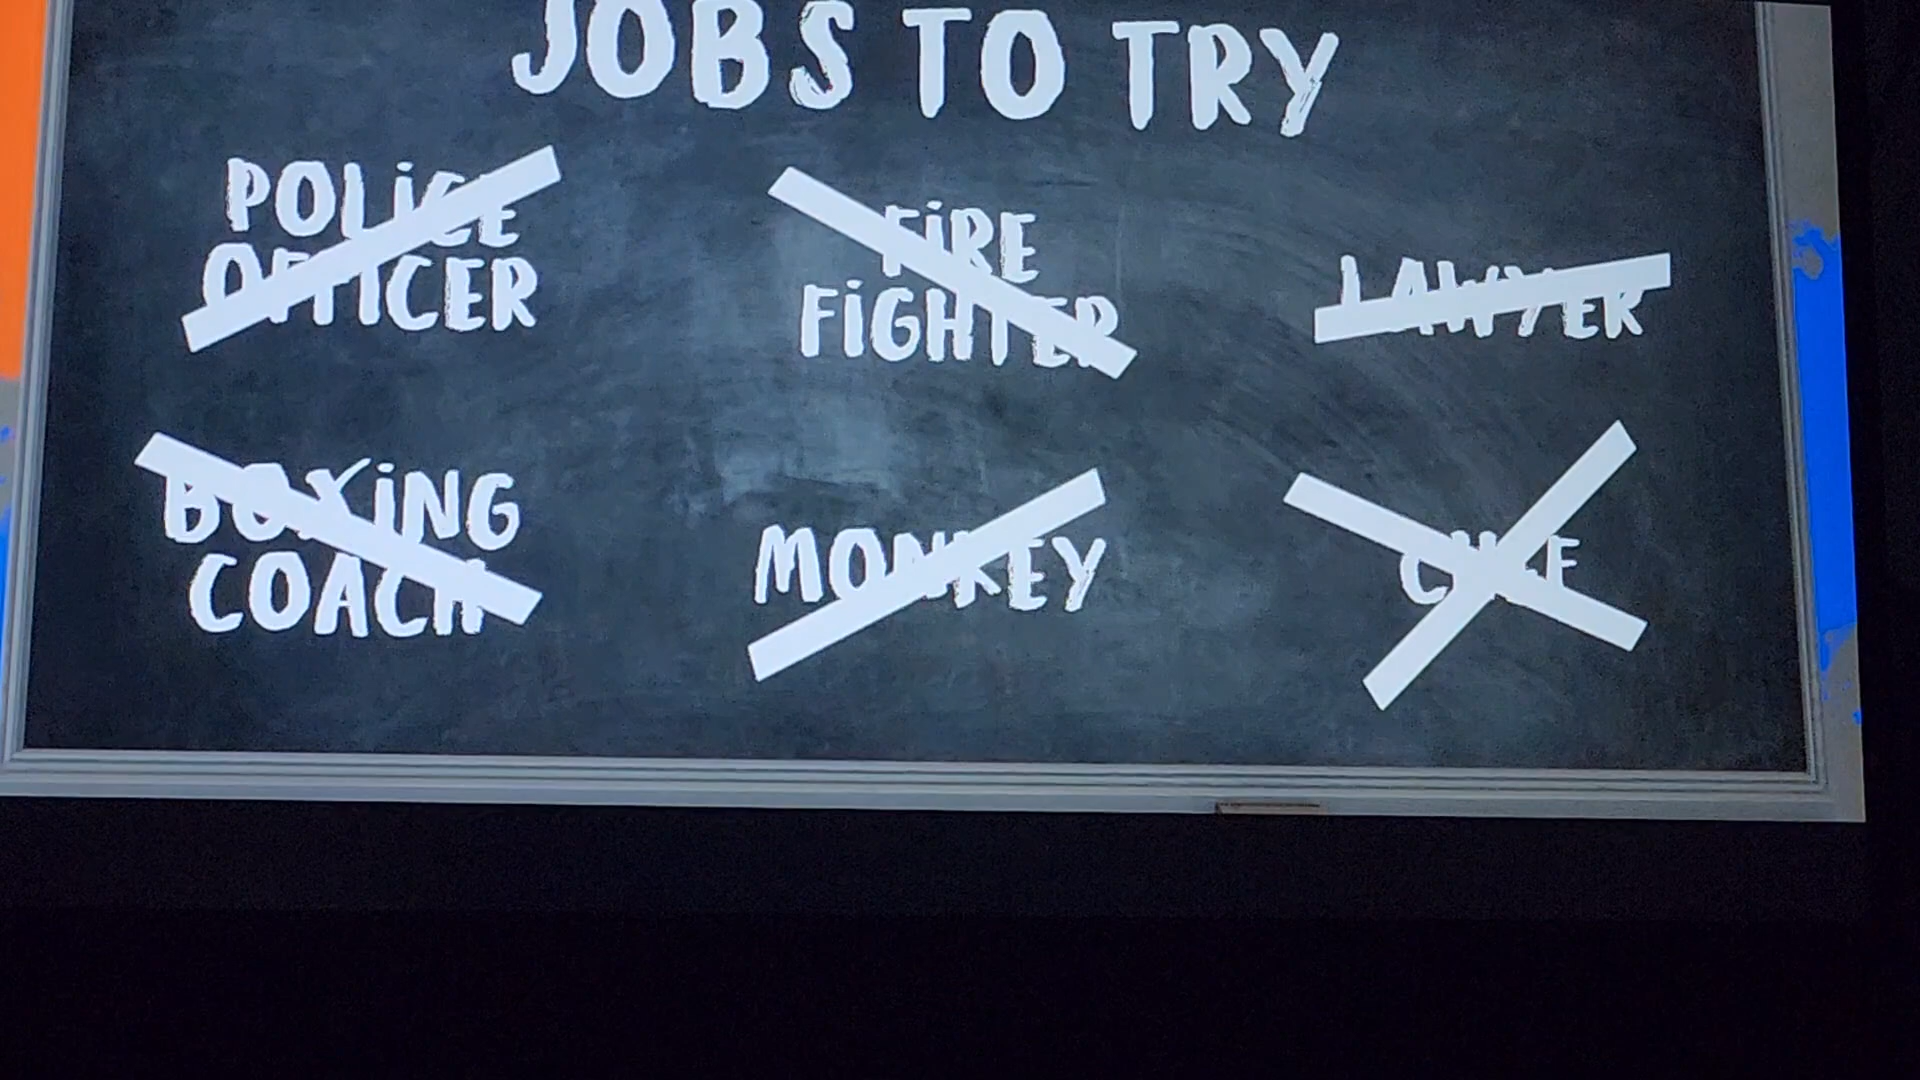 JOBS TO TRY
POLiCE
OFFICER
FiRE
FiGHTER
LAWYER
BOXiNG
COACH
MONKEY